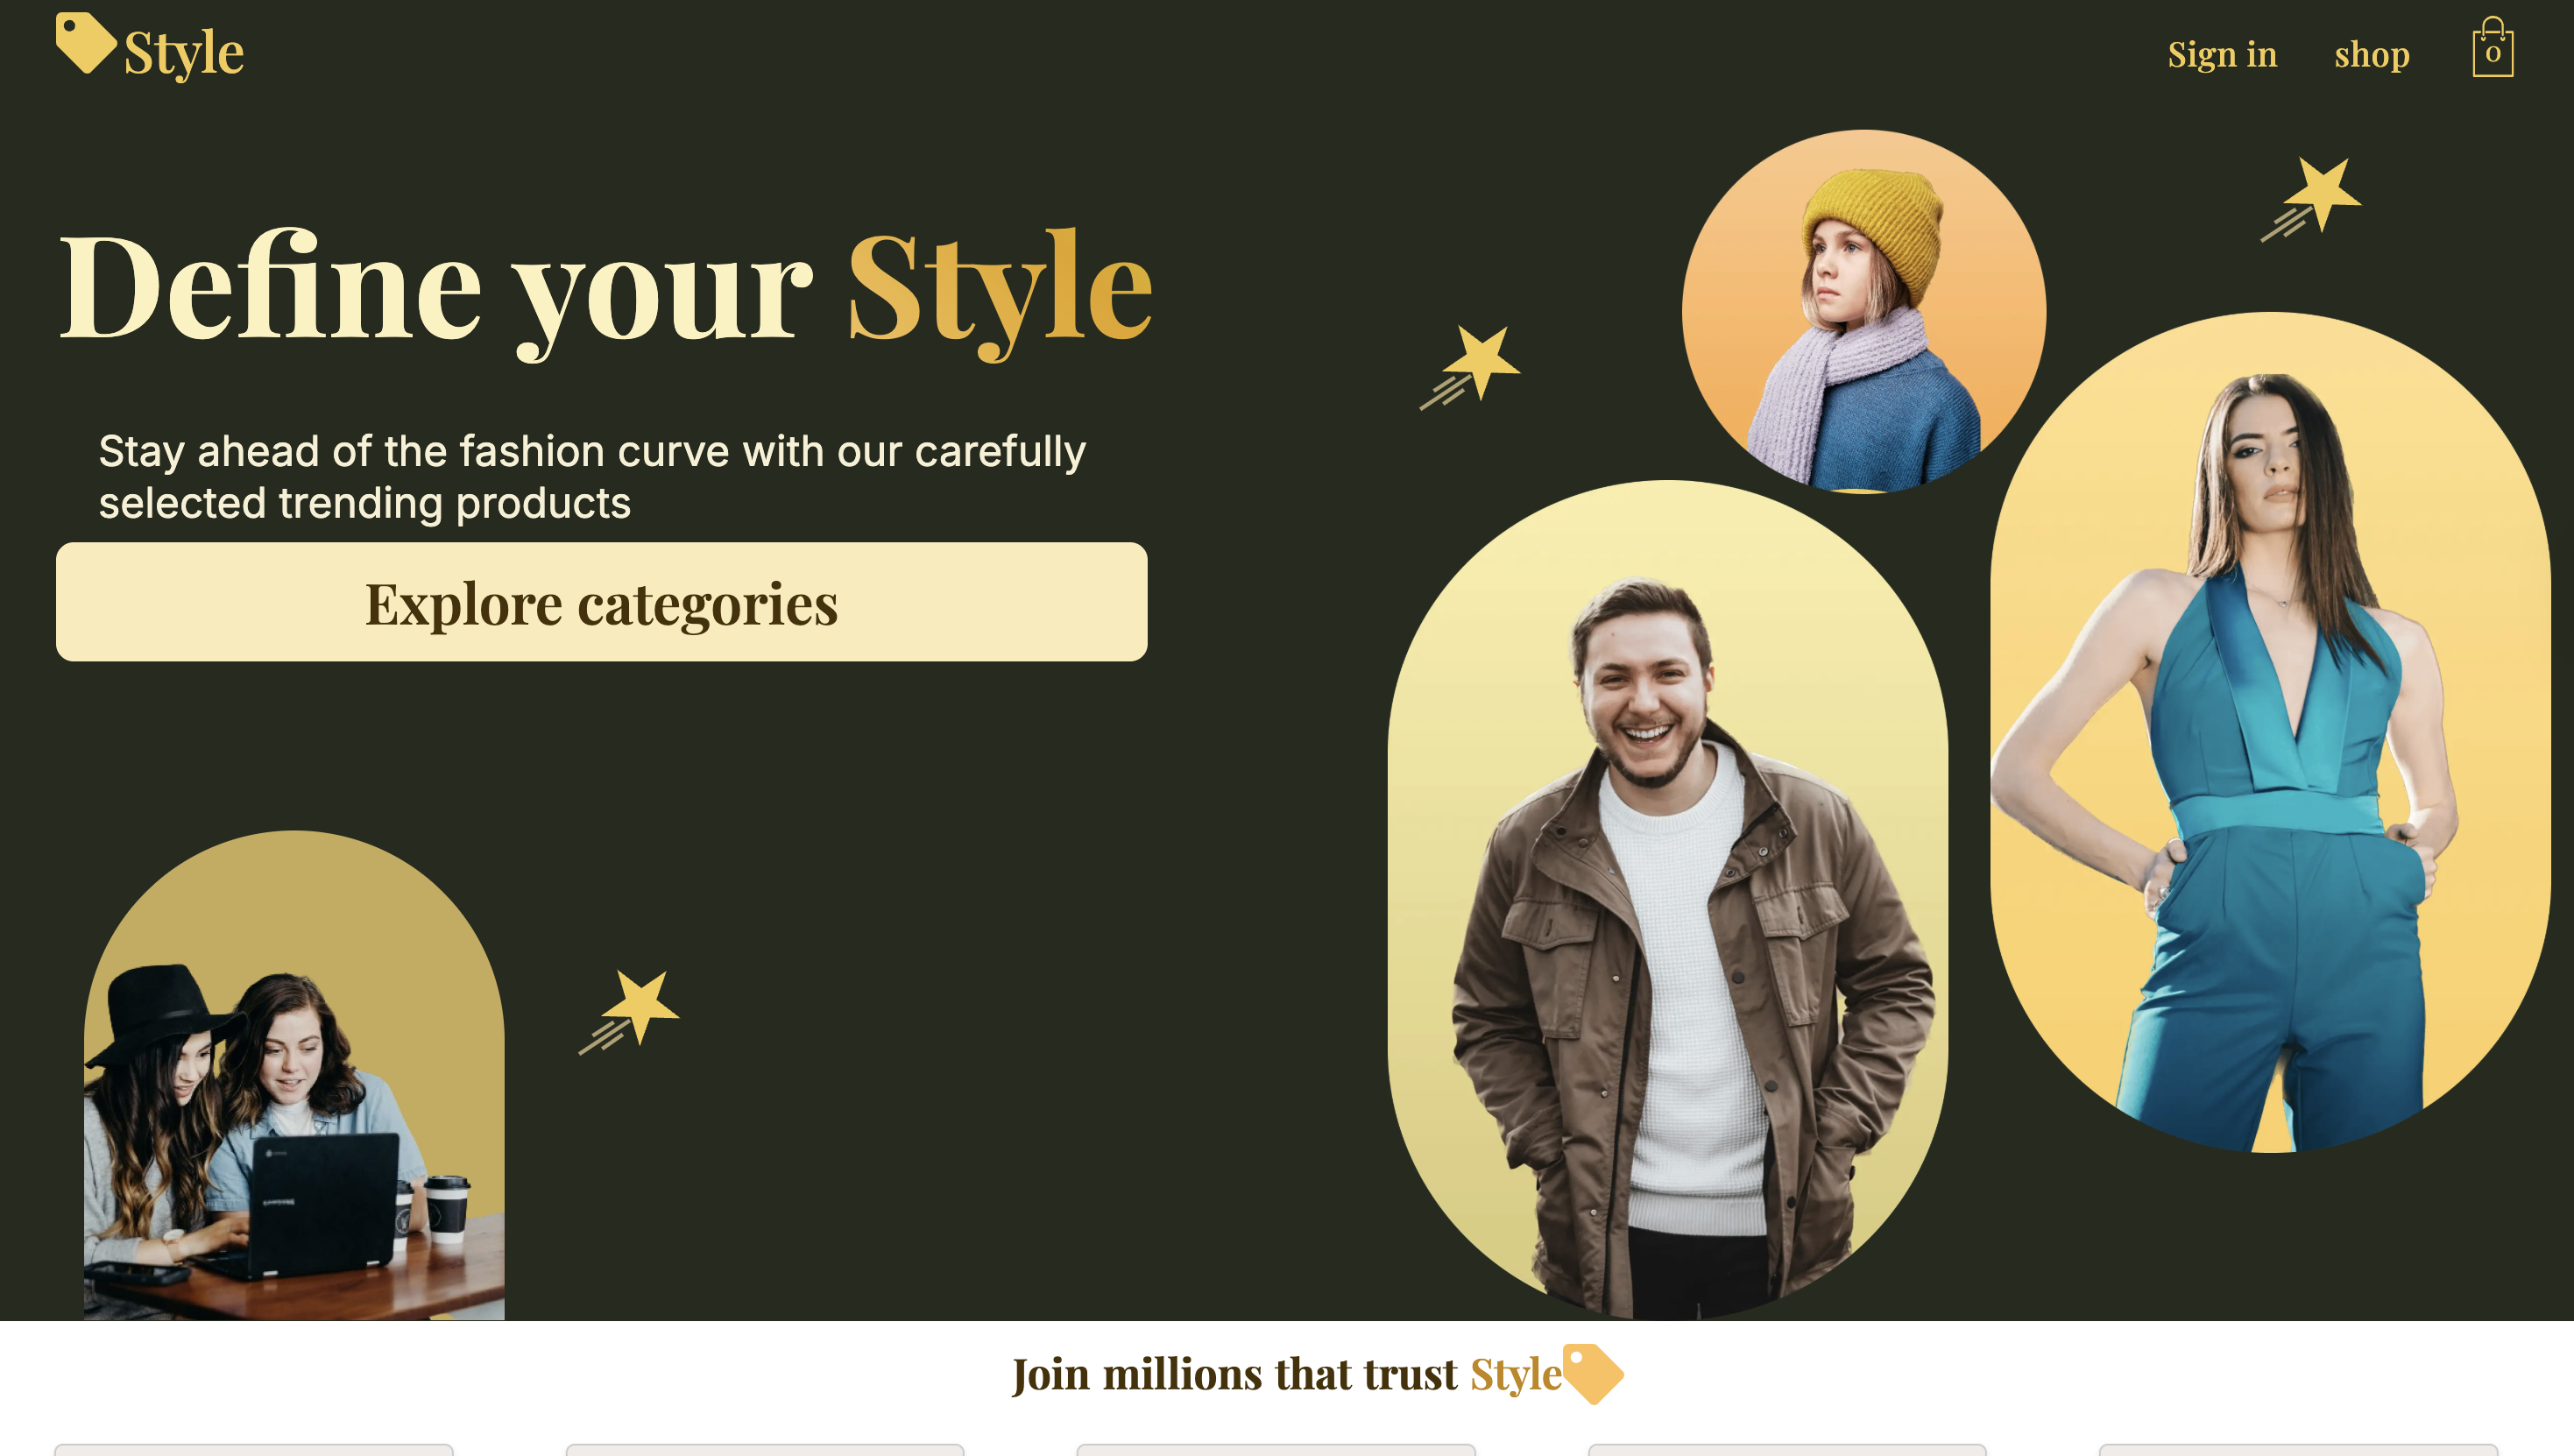 Style
Sign in
shop
0
Define your Style
Stay ahead of the fashion curve with our carefully
selected trending products
Explore categories
Join millions that trust Style